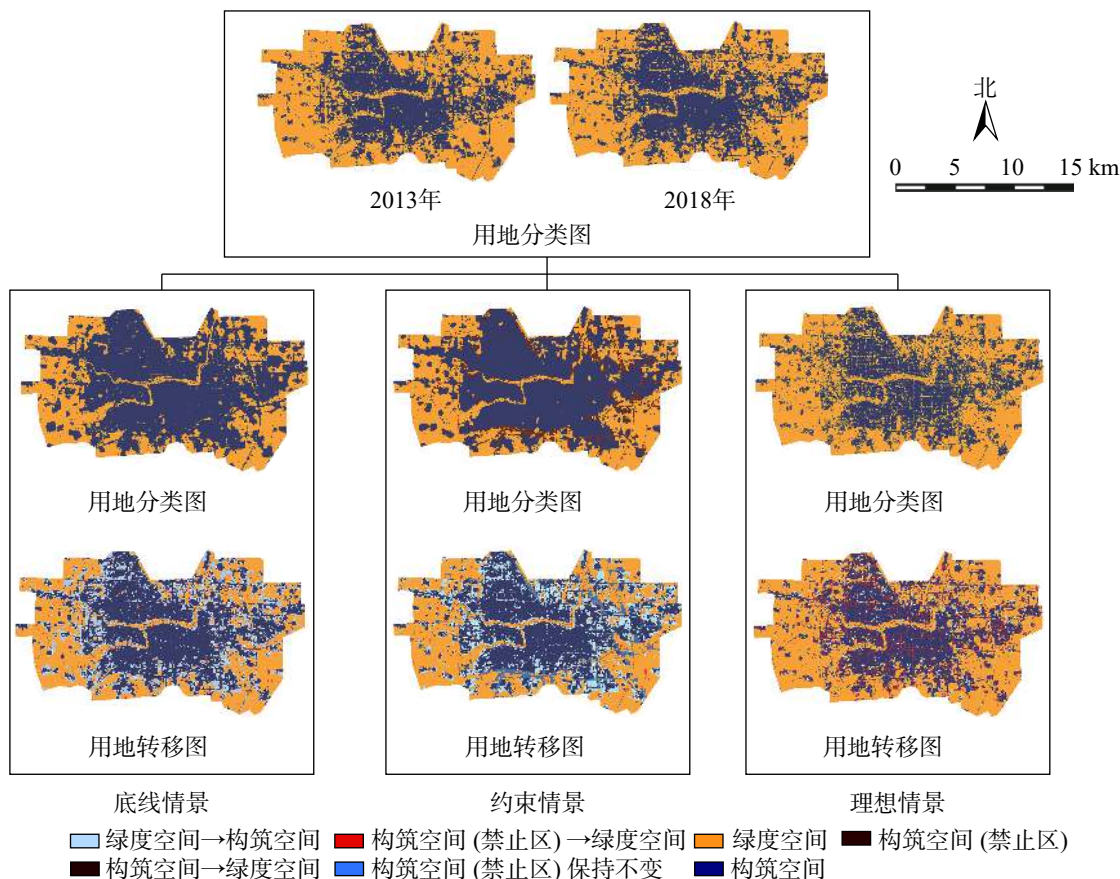 北
0 5 10 15 km
2013年 2018年
用地分类图
用地分类图 用地分类图 用地分类图
用地转移图 用地转移图 用地转移图
底线情景 约束情景 理想情景
绿度空间→构筑空间 构筑空间 (禁止区) →绿度空间 绿度空间 构筑空间 (禁止区)
构筑空间→绿度空间 构筑空间 (禁止区) 保持不变 构筑空间